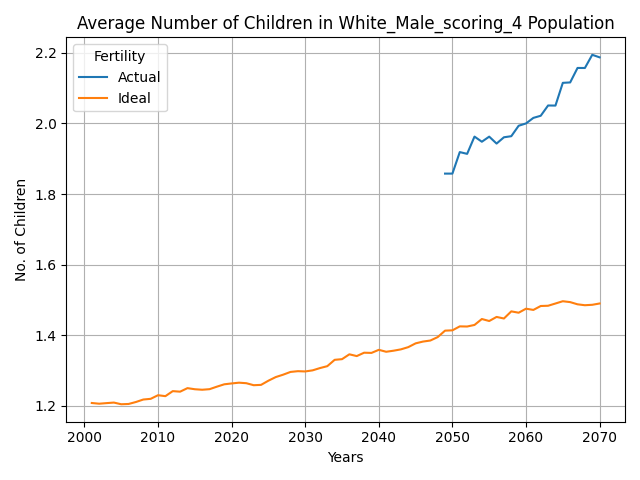 Average Number of Children in White_Male_scoring_4 Population
Fertility
Actual
Ideal
No. of Children
2.2
2.0
1.8
1.6
1.4
1.2
2000 2010 2020 2030 2040 2050 2060 2070
Years